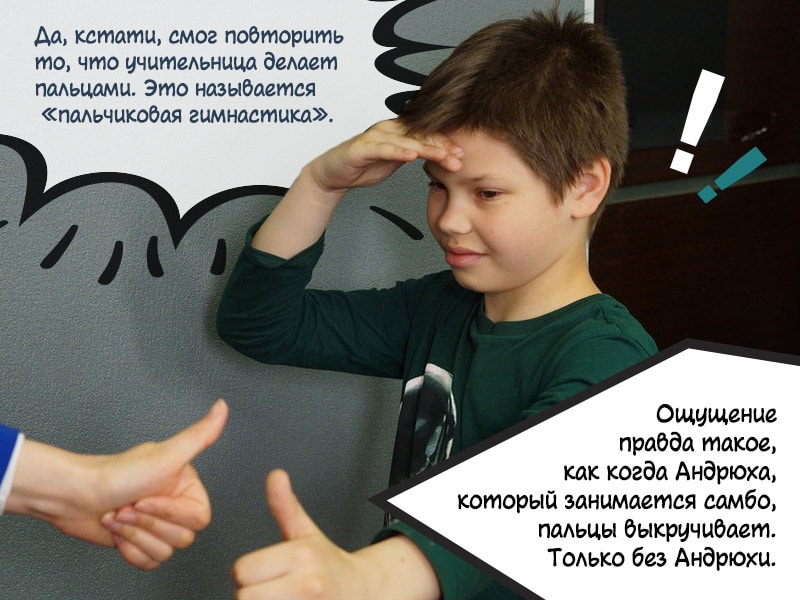 Да, кстати, смог повторить
то, что учительница делает
пальцами. Это называется
«пальчиковая гимнастика».
Ощущение
правда такое,
как когда Андрюха,
который занимается самбо,
пальцы выкручивает.
Только без Андрюхи.